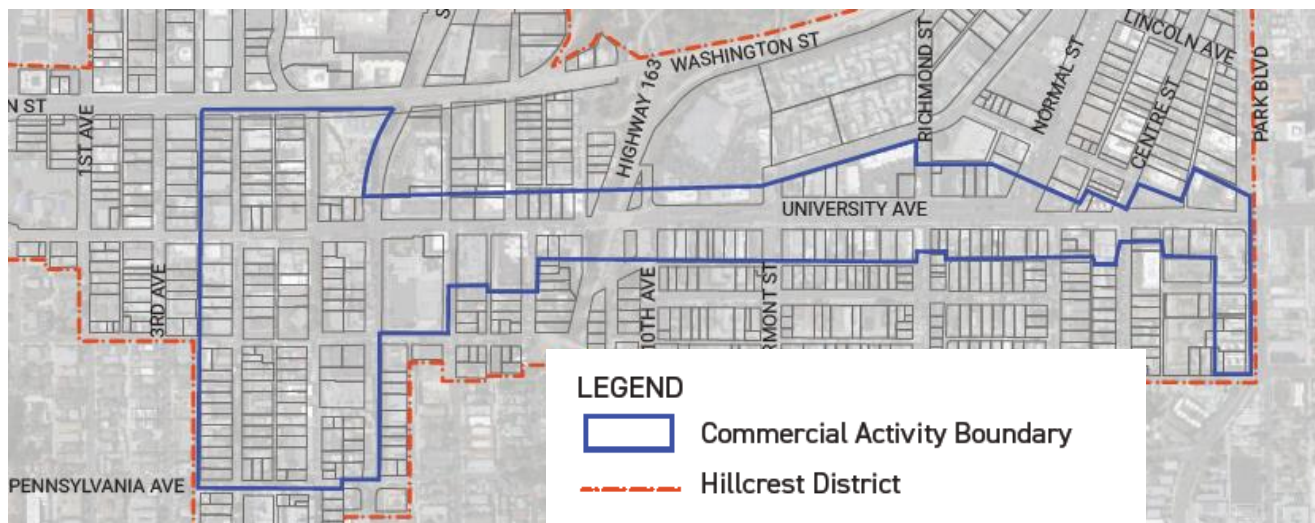 LINCOLN AVE
WASHINGTON ST
RICHMOND ST
NORMAL ST
CENTRE ST
PARK BLVD
HIGHWAY 163
N ST
1ST AVE
UNIVERSITY AVE
3RD AVE
10TH AVE
RMONT ST
PENNSYLVANIA AVE
LEGEND
Commercial Activity Boundary
Hillcrest District